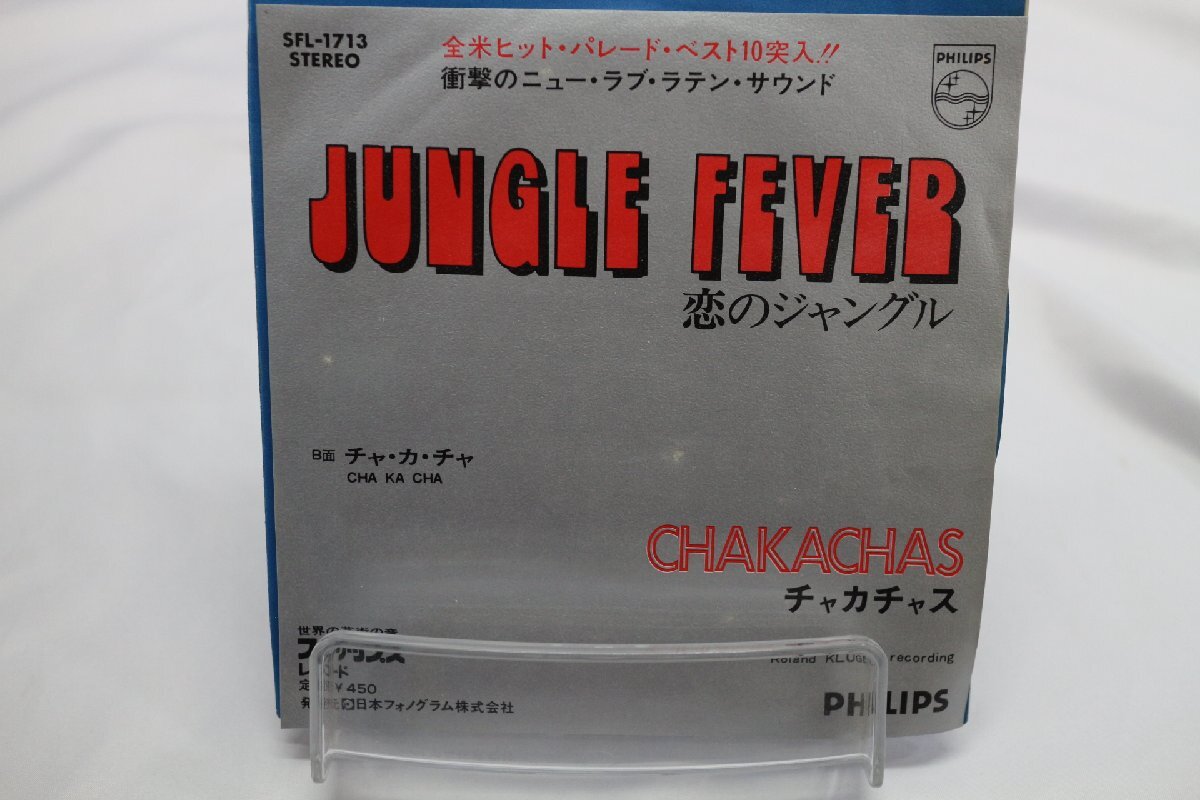 SFL-1713
STEREO
全米ヒット・パレード・ベスト10突入!!
衝撃のニュー・ラブ・ラテン・サウンド
PHILIPS
JUNGLE FEVER
恋のジャングル
B面 チャ・カ・チャ
CHA KA CHA
CHAKACHAS
チャカチャス
世界の
レコード
¥450
日本フォノグラム株式会社
Roland recording
PHILIPS